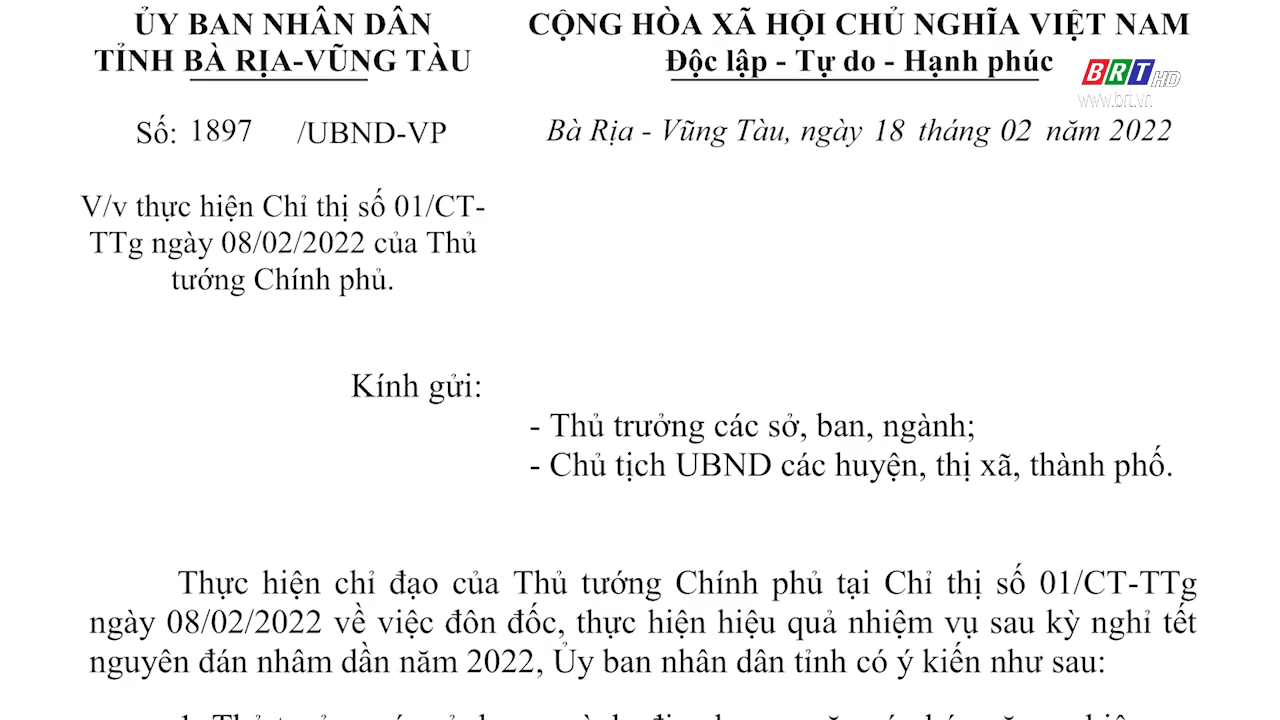 ỦY BAN NHÂN DÂN
TỈNH BÀ RỊA-VŨNG TÀU
CỘNG HÒA XÃ HỘI CHỦ NGHĨA VIỆT NAM
Độc lập - Tự do - Hạnh phúc
BRT HD
www.brt.vn
Số: 1897 /UBND-VP
Bà Rịa - Vũng Tàu, ngày 18 tháng 02 năm 2022
V/v thực hiện Chỉ thị số 01/CT-
TTg ngày 08/02/2022 của Thủ
tướng Chính phủ.
Kính gửi:
- Thủ trưởng các sở, ban, ngành;
- Chủ tịch UBND các huyện, thị xã, thành phố.
Thực hiện chỉ đạo của Thủ tướng Chính phủ tại Chỉ thị số 01/CT-TTg
ngày 08/02/2022 về việc đôn đốc, thực hiện hiệu quả nhiệm vụ sau kỳ nghỉ tết
nguyên đán nhâm dần năm 2022, Ủy ban nhân dân tỉnh có ý kiến như sau: